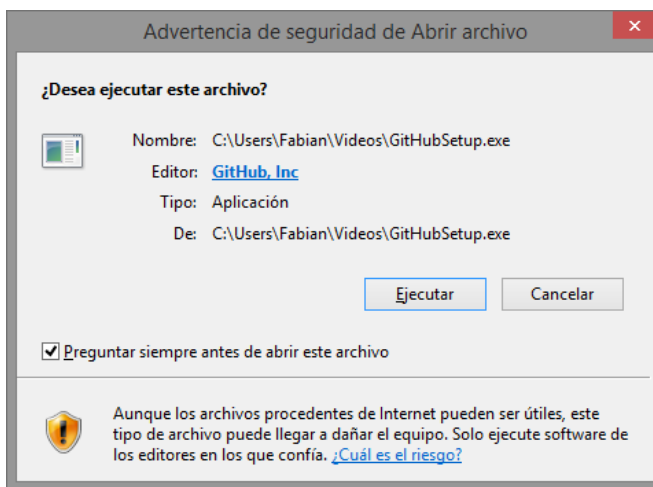 Advertencia de seguridad de Abrir archivo
¿Desea ejecutar este archivo?
Nombre: C:\Users\Fabian\Videos\GitHubSetup.exe
Editor: GitHub, Inc
Tipo: Aplicación
De: C:\Users\Fabian\Videos\GitHubSetup.exe
Ejecutar Cancelar
Preguntar siempre antes de abrir este archivo
Aunque los archivos procedentes de Internet pueden ser útiles, este
tipo de archivo puede llegar a dañar el equipo. Solo ejecute software de
los editores en los que confía. ¿Cuál es el riesgo?